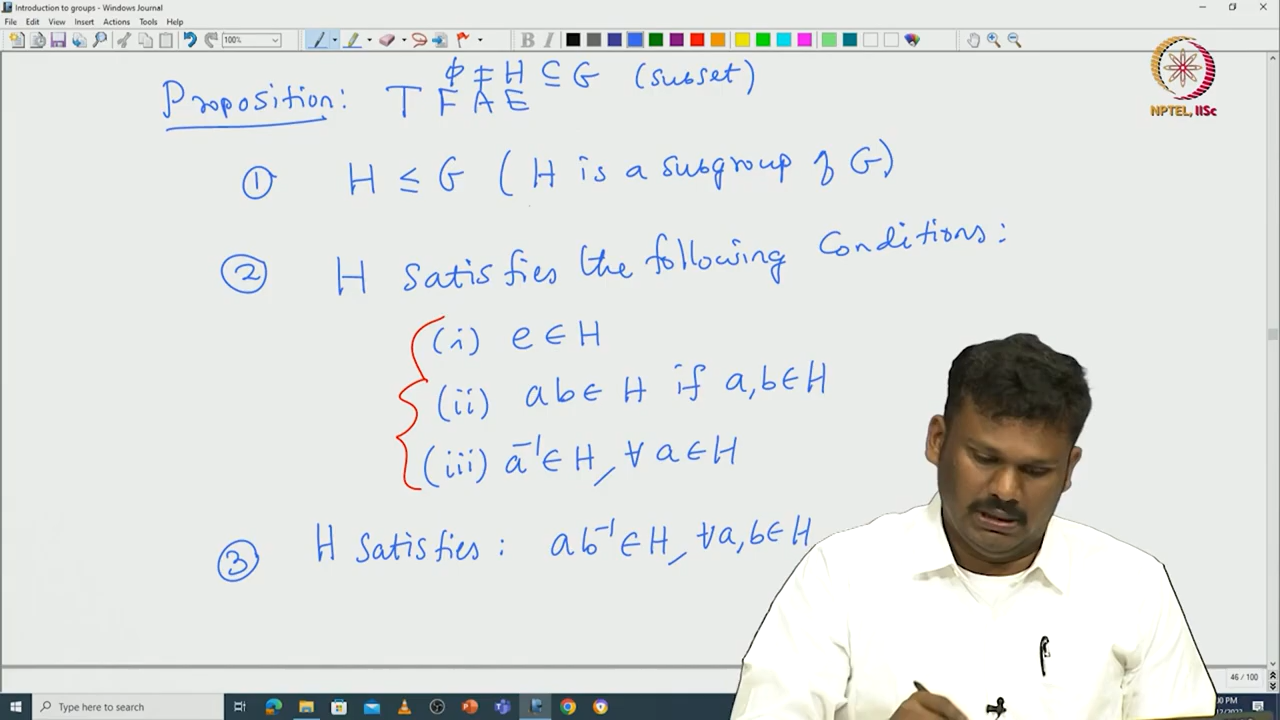 Introduction to groups - Windows Journal
File Edit View Insert Actions Tools Help
100%
B I
NPTEL, IISc
φ ≠ H ⊆ G (subset)
Proposition: T F A E
① H ≤ G ( H is a subgroup of G)
② H satisfies the following Conditions:
(i) e ∈ H
(ii) ab ∈ H if a,b ∈ H
(iii) a⁻¹ ∈ H, ∀ a ∈ H
③ H satisfies : ab⁻¹ ∈ H, ∀ a,b ∈ H
46 / 100
Type here to search